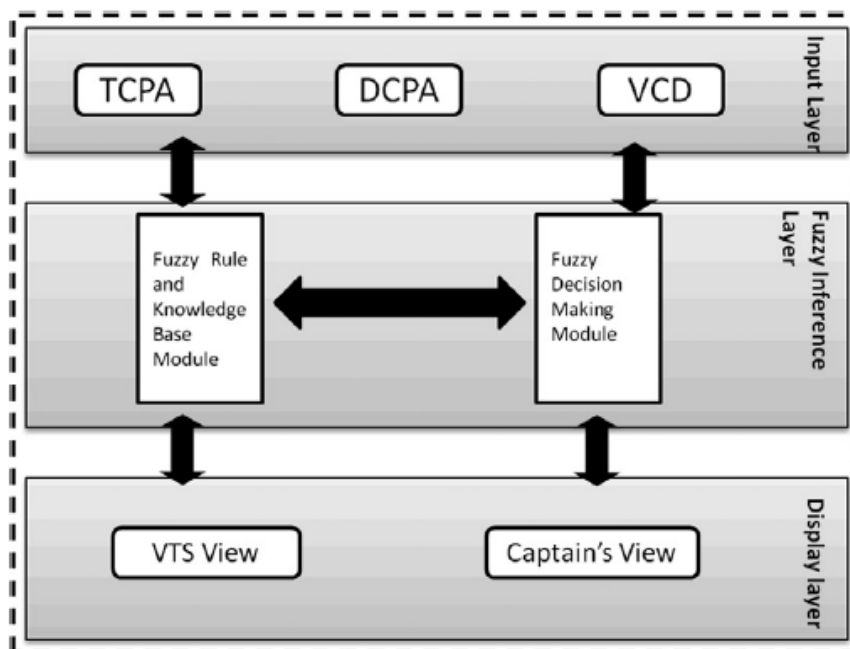 TCPA
DCPA
VCD
Input Layer
Fuzzy Rule
and
Knowledge
Base
Module
Fuzzy
Decision
Making
Module
Fuzzy Inference
Layer
VTS View
Captain's View
Display layer